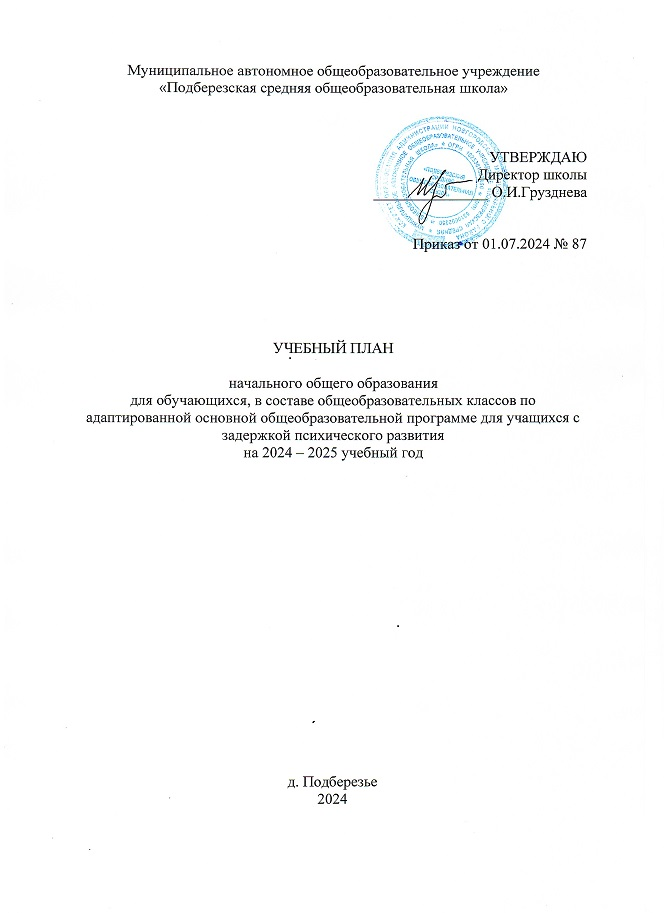 Муниципальное автономное общеобразовательное учреждение
«Подберезская средняя общеобразовательная школа»
УТВЕРЖДАЮ
Директор школы
О.И.Грузднева
Приказ от 01.07.2024 № 87
УЧЕБНЫЙ ПЛАН
начального общего образования
для обучающихся, в составе общеобразовательных классов по
адаптированной основной общеобразовательной программе для учащихся с
задержкой психического развития
на 2024 – 2025 учебный год
д. Подберезье
2024